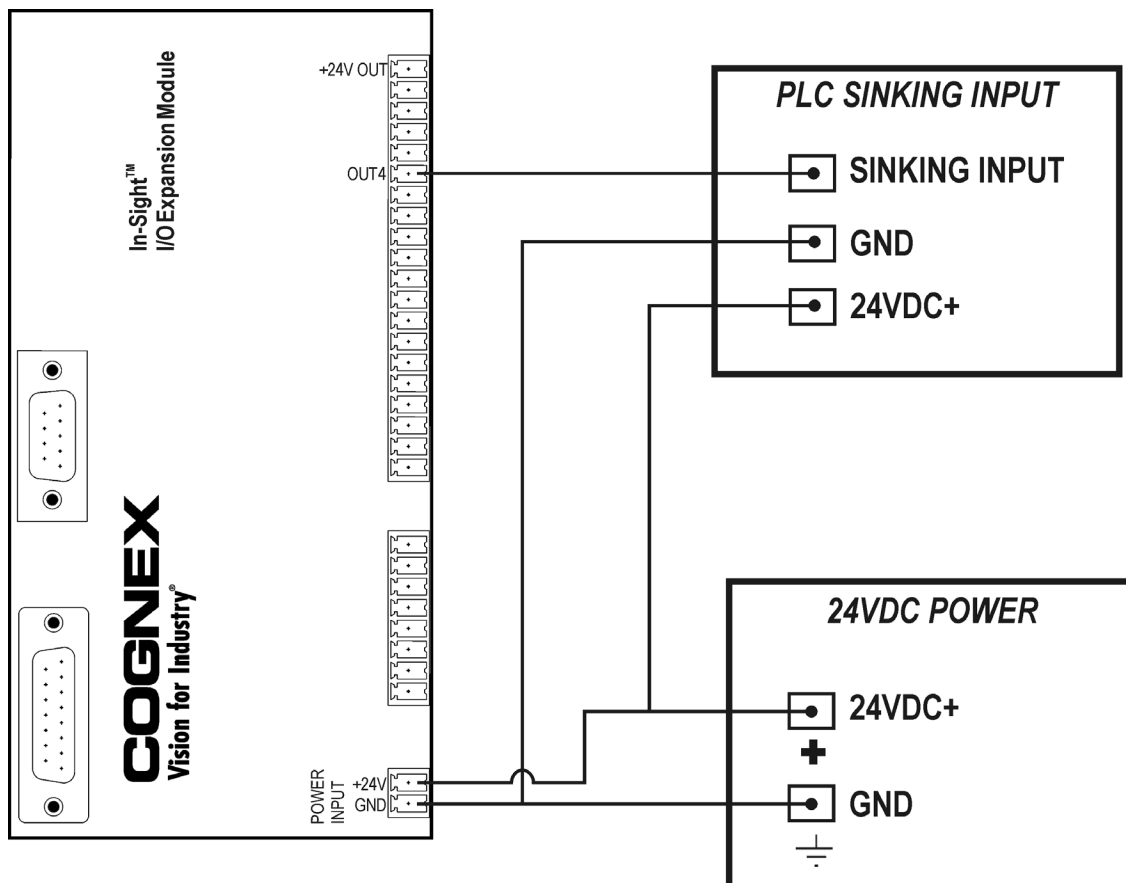 In-Sight™
I/O Expansion Module
+24V OUT
OUT4
COGNEX
Vision for Industry®
POWER
INPUT
+24V
GND
PLC SINKING INPUT
SINKING INPUT
GND
24VDC+
24VDC POWER
24VDC+
+
GND